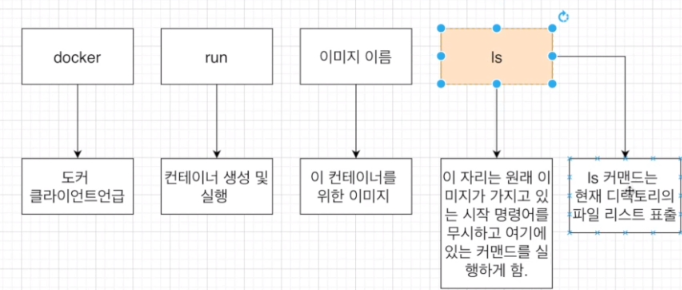 docker
run
이미지 이름
ls
도커
클라이언트언급
컨테이너 생성 및
실행
이 컨테이너를
위한 이미지
이 자리는 원래 이
미지가 가지고 있
는 시작 명령어를
무시하고 여기에
있는 커맨드를 실
행하게 함.
ls 커맨드는
현재 디렉토리의
파일 리스트 표출